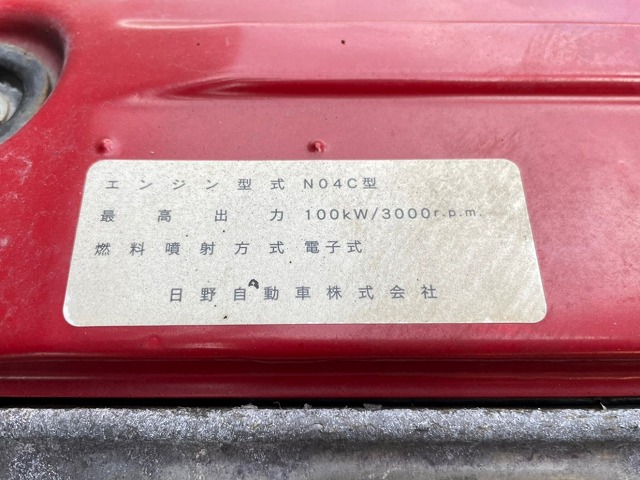 エンジン型式 N04C型
最高出力 100kW/3000r.p.m.
燃料噴射方式 電子式
日野自動車株式会社